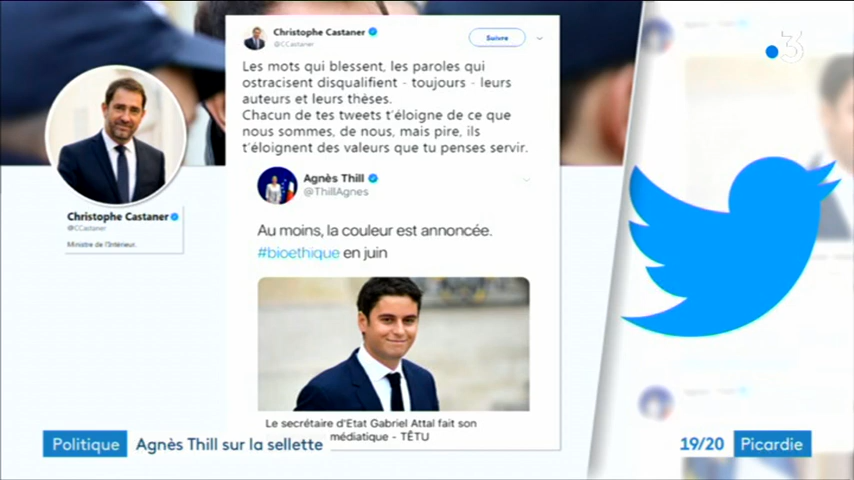 3
Christophe Castaner
@CCastaner
Suivre
Les mots qui blessent, les paroles qui
ostracisent disqualifient - toujours - leurs
auteurs et leurs thèses.
Chacun de tes tweets t'éloigne de ce que
nous sommes, de nous, mais pire, ils
t'éloignent des valeurs que tu penses servir.
Christophe Castaner
@CCastaner
Ministre de l'Intérieur.
Agnès Thill
@ThillAgnes
Au moins, la couleur est annoncée.
#bioethique en juin
Le secrétaire d'Etat Gabriel Attal fait son
médiatique - TÊTU
Politique Agnès Thill sur la sellette
19/20 Picardie